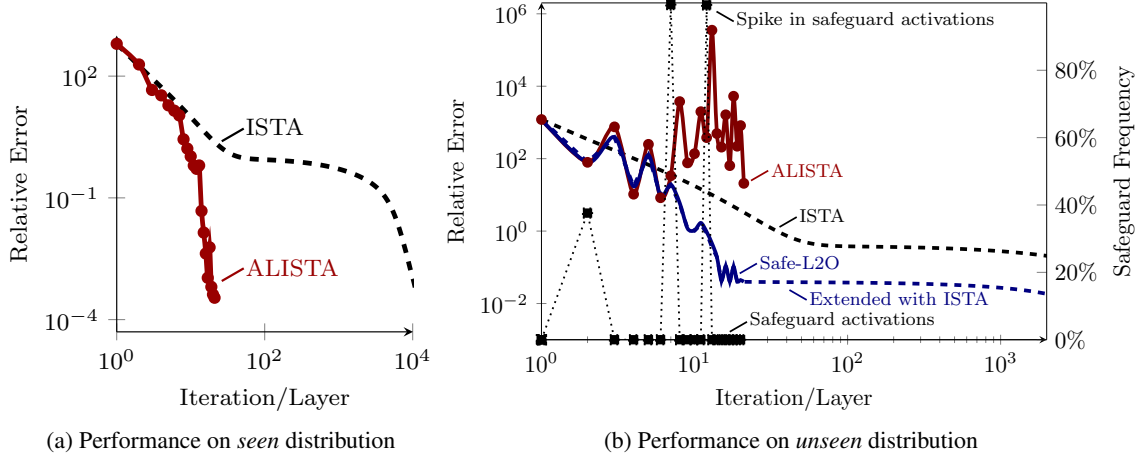 10^2
10^{-1}
10^{-4}
10^0
10^2
10^4
Relative Error
Iteration/Layer
ISTA
ALISTA
(a) Performance on seen distribution
10^6
10^4
10^2
10^0
10^{-2}
10^0
10^1
10^2
10^3
Relative Error
Iteration/Layer
80%
60%
40%
20%
0%
Safeguard Frequency
Spike in safeguard activations
ALISTA
ISTA
Safe-L2O
Extended with ISTA
Safeguard activations
(b) Performance on unseen distribution